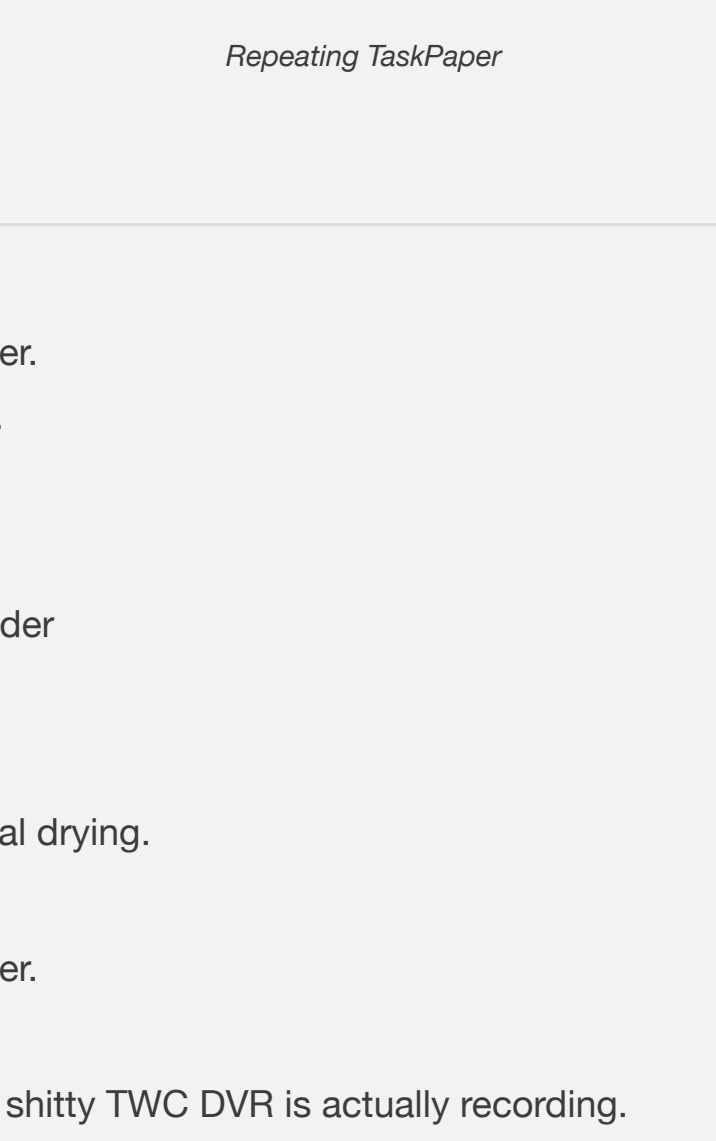 Repeating TaskPaper
er.
.
der
al drying.
er.
shitty TWC DVR is actually recording.